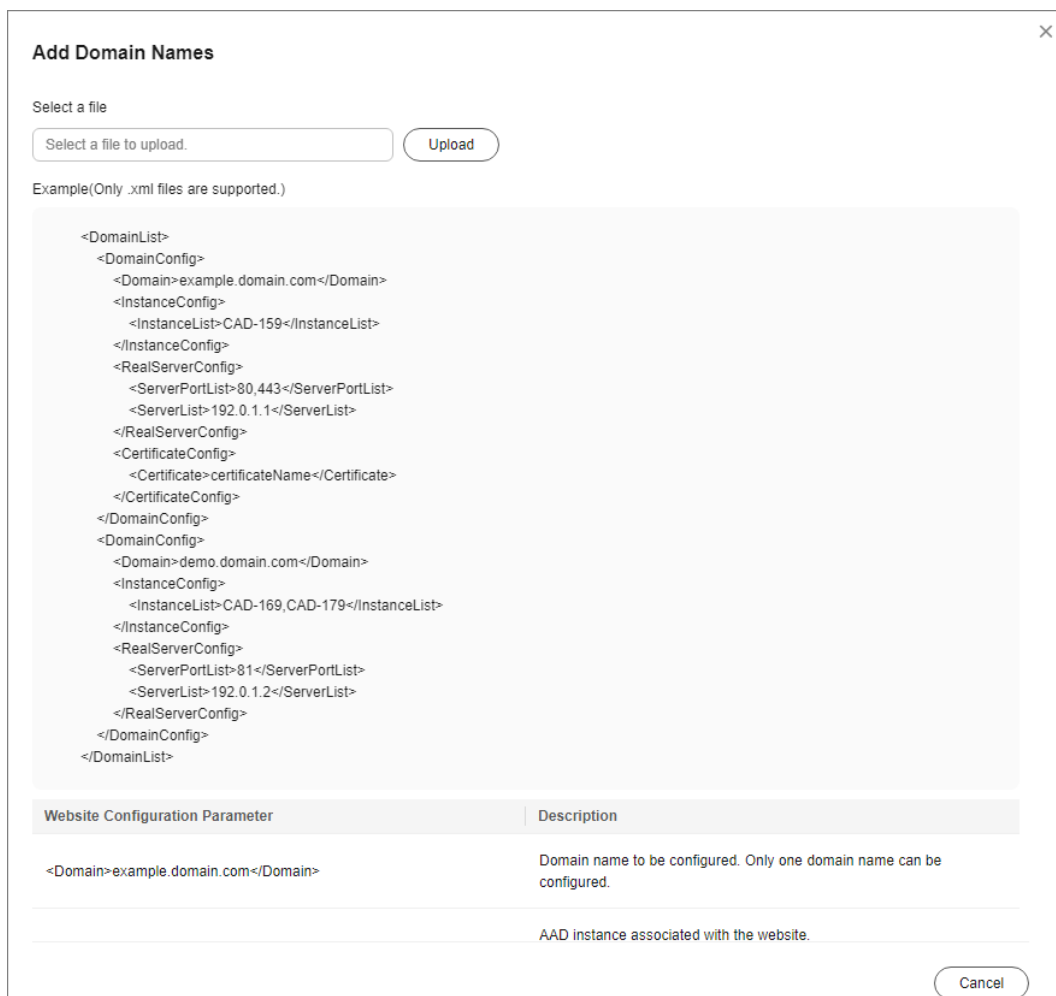 Add Domain Names
Select a file
Select a file to upload.
Upload
Example(Only .xml files are supported.)
<DomainList>
<DomainConfig>
<Domain>example.domain.com</Domain>
<InstanceConfig>
<InstanceList>CAD-159</InstanceList>
</InstanceConfig>
<RealServerConfig>
<ServerPortList>80,443</ServerPortList>
<ServerList>192.0.1.1</ServerList>
</RealServerConfig>
<CertificateConfig>
<Certificate>certificateName</Certificate>
</CertificateConfig>
</DomainConfig>
<DomainConfig>
<Domain>demo.domain.com</Domain>
<InstanceConfig>
<InstanceList>CAD-169,CAD-179</InstanceList>
</InstanceConfig>
<RealServerConfig>
<ServerPortList>81</ServerPortList>
<ServerList>192.0.1.2</ServerList>
</RealServerConfig>
</DomainConfig>
</DomainList>
Website Configuration Parameter
Description
<Domain>example.domain.com</Domain>
Domain name to be configured. Only one domain name can be
configured.
AAD instance associated with the website.
Cancel